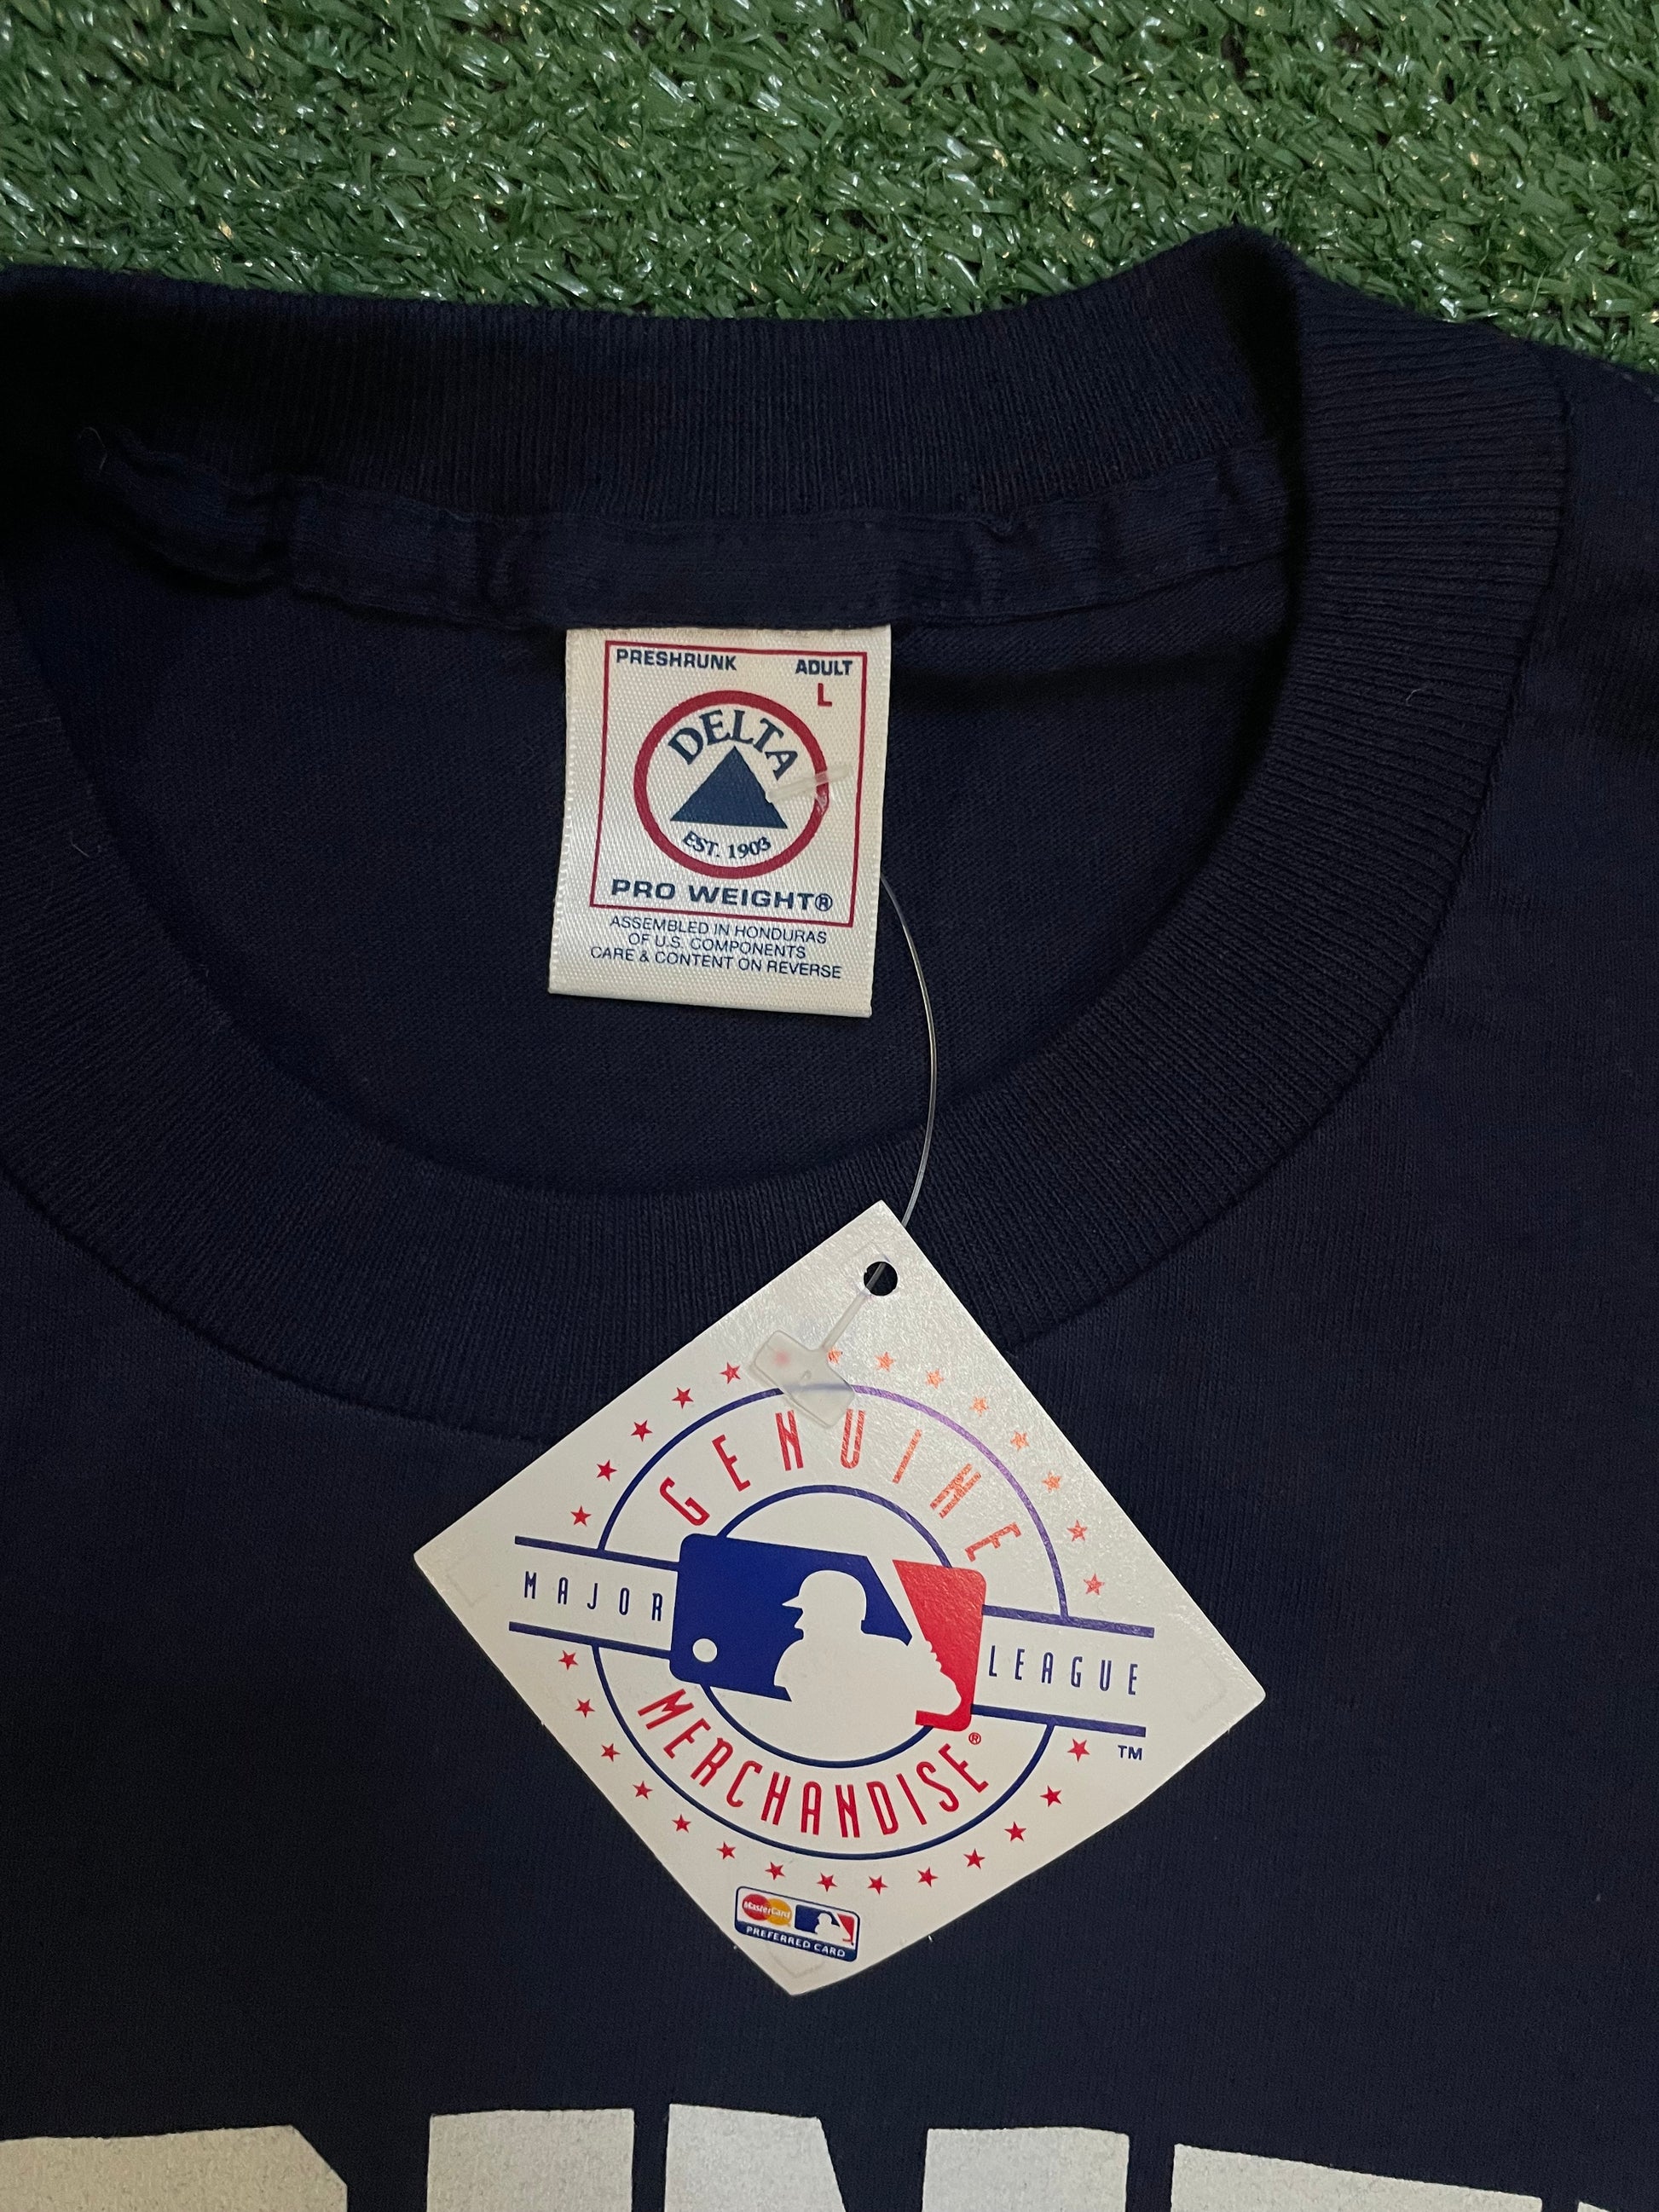 PRESHRUNK ADULT
L
DELTA
EST. 1903
PRO WEIGHT®
ASSEMBLED IN HONDURAS
OF U.S. COMPONENTS
CARE & CONTENT ON REVERSE
GENUINE
MAJOR LEAGUE
MERCHANDISE®
TM
MasterCard
PREFERRED CARD